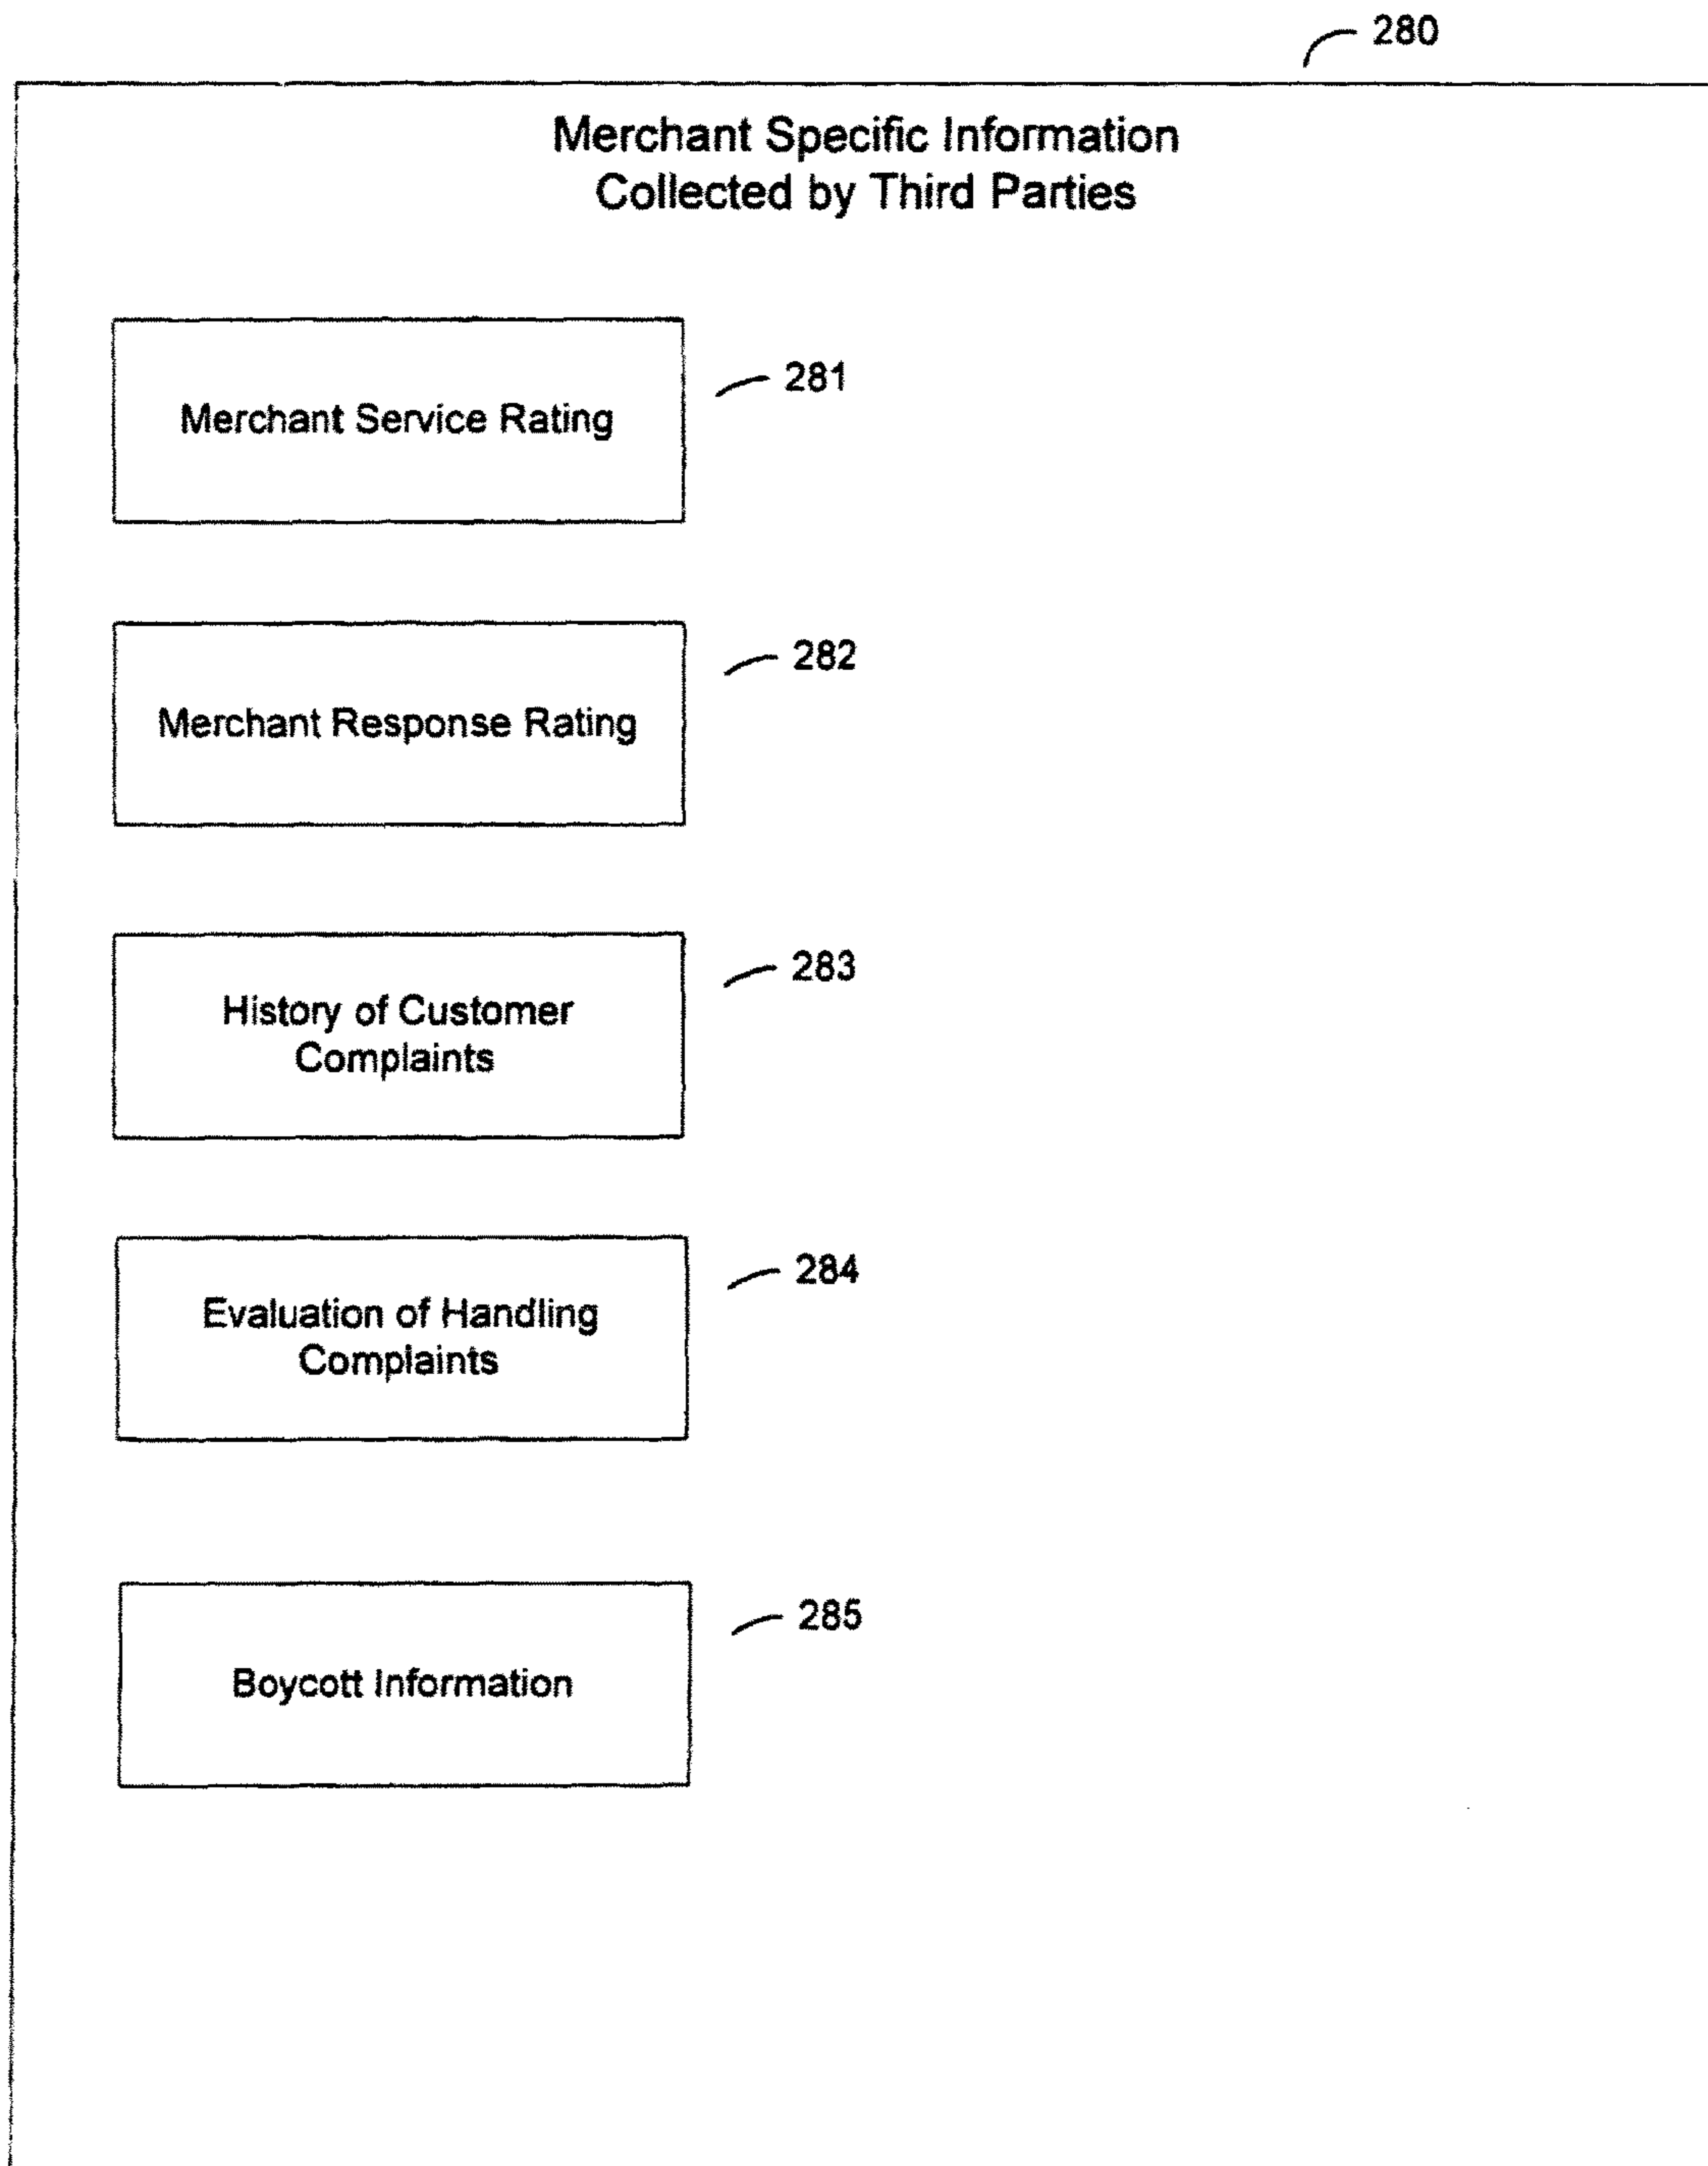 280
Merchant Specific Information
Collected by Third Parties
Merchant Service Rating
281
Merchant Response Rating
282
History of Customer
Complaints
283
Evaluation of Handling
Complaints
284
Boycott Information
285